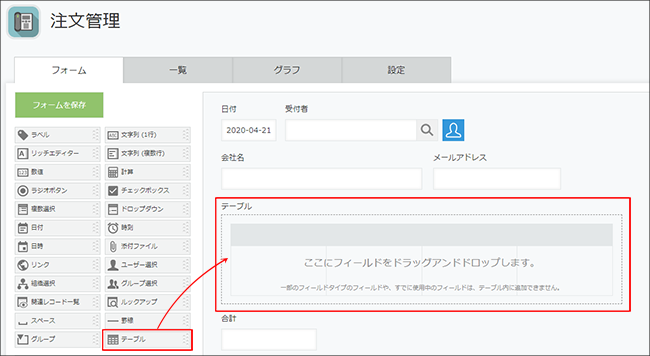 注文管理
フォーム 一覧 グラフ 設定
フォームを保存
ラベル 文字列 (1行)
リッチエディター 文字列 (複数行)
数値 計算
ラジオボタン チェックボックス
複数選択 ドロップダウン
日付 時刻
日時 添付ファイル
リンク ユーザー選択
組織選択 グループ選択
関連レコード一覧 ルックアップ
スペース 罫線
グループ テーブル
日付 受付者
2020-04-21
会社名 メールアドレス
テーブル
ここにフィールドをドラッグアンドドロップします。
一部のフィールドタイプのフィールドや、すでに使用中のフィールドは、テーブル内に追加できません。
合計